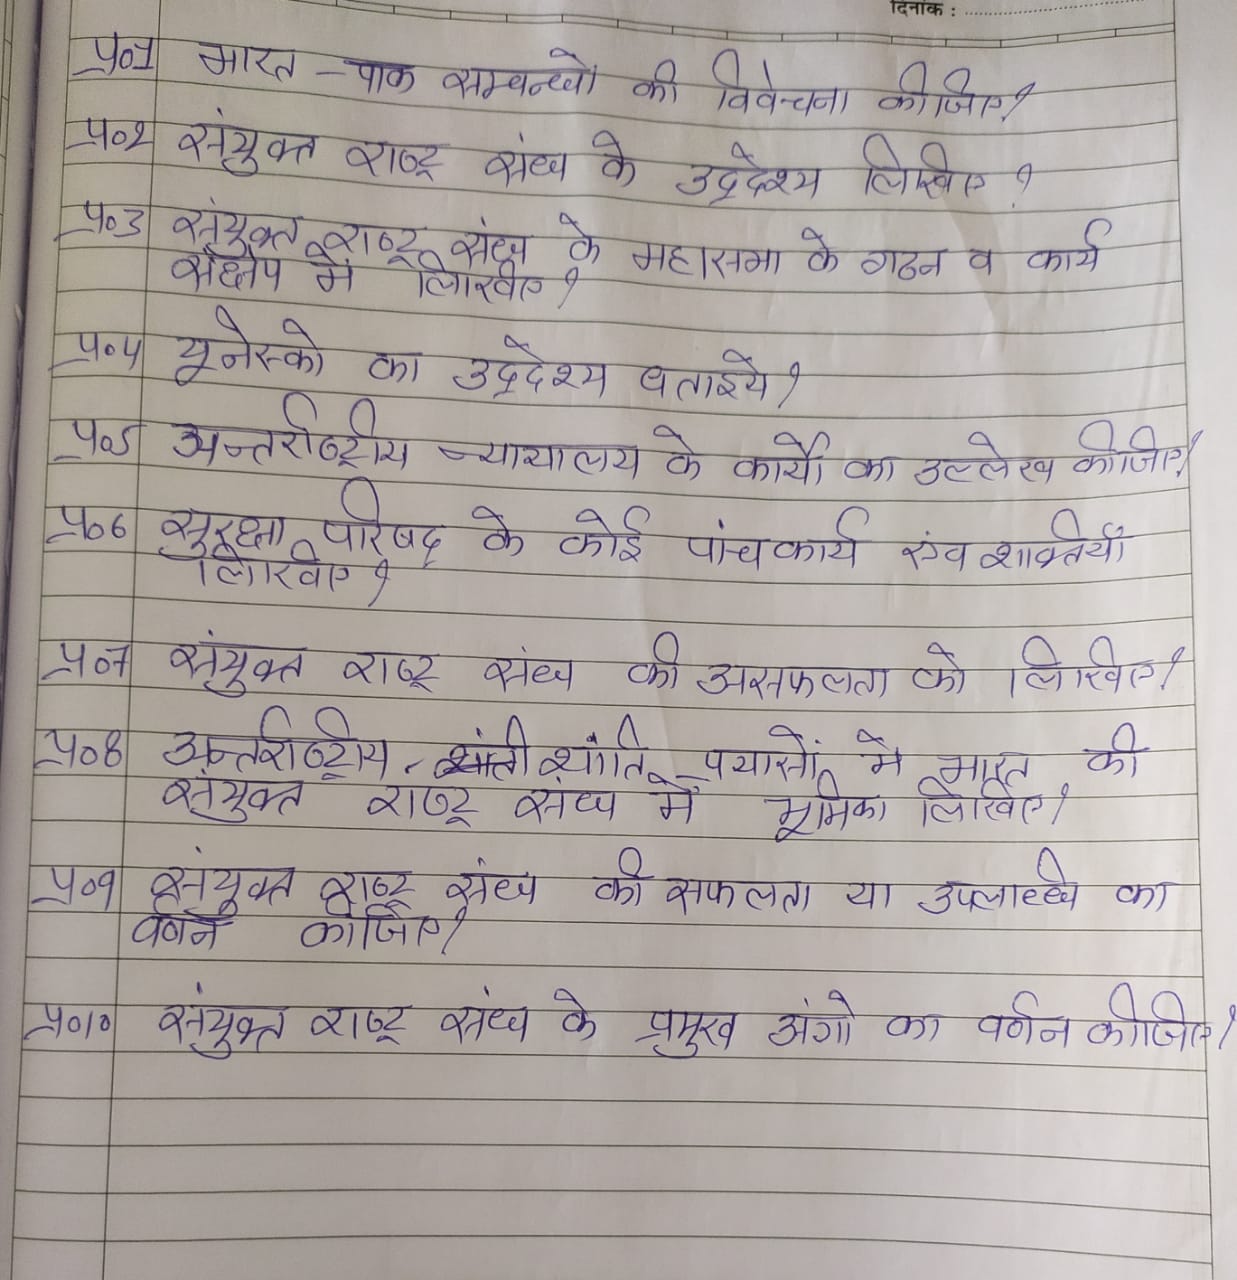 दिनांक :
प्र०1 भारत - पाक सम्बन्धो की विवेचना कीजिए?
प्र०2 संयुक्त राष्ट्र संघ के उद्देश्य लिखिए ?
प्र०3 संयुक्त राष्ट्र संघ के महासभा के गठन व कार्य
संक्षेप में लिखिए ?
प्र०4 यूनेस्को का उद्देश्य बताइये ?
प्र०5 अन्तर्राष्ट्रीय न्यायालय के कार्यो का उल्लेख कीजिए?
प्र०6 सुरक्षा परिषद के कोई पांच कार्य एंव शाक्तियाँ
लिखिए ?
प्र०7 संयुक्त राष्ट्र संघ की असफलता को लिखिए?
प्र०8 अन्तर्राष्ट्रीय शांति प्रयासों में भारत की
संयुक्त राष्ट्र संघ में भूमिका लिखिए?
प्र०9 संयुक्त राष्ट्र संघ की सफलता या उपलब्धि का
वर्णन कीजिए?
प्र०10 संयुक्त राष्ट्र संघ के प्रमुख अंगो का वर्णन कीजिए?